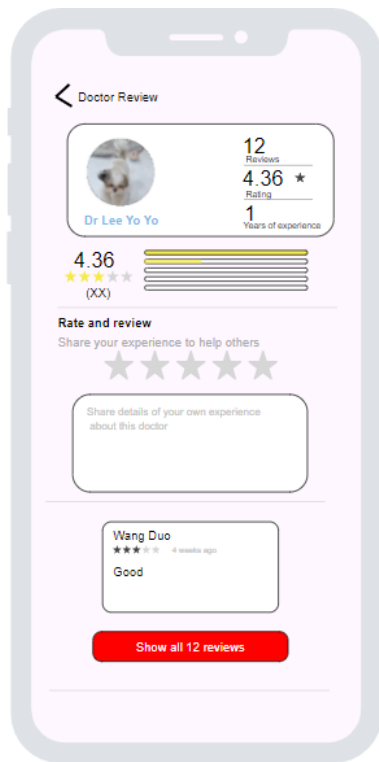 Doctor Review
12
Reviews
4.36 ★
Rating
1
Years of experience
Dr Lee Yo Yo
4.36
(XX)
Rate and review
Share your experience to help others
Share details of your own experience
about this doctor
Wang Duo
4 weeks ago
Good
Show all 12 reviews